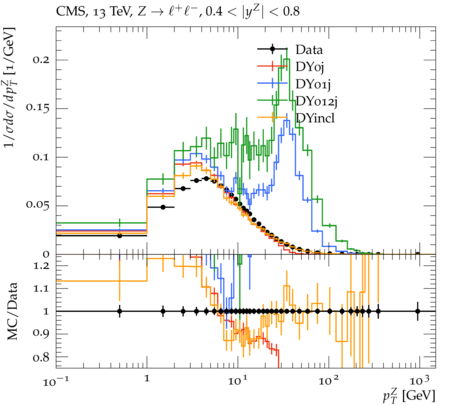 CMS, 13 TeV, Z → ℓ⁺ℓ⁻, 0.4 < |y^Z| < 0.8
1/σdσ/dp_T^Z [1/GeV]
0.2
0.15
0.1
0.05
0
Data
DY0j
DY01j
DY012j
DYincl
MC/Data
1.2
1.1
1
0.9
0.8
10⁻¹ 1 10¹ 10² 10³
p_T^Z [GeV]